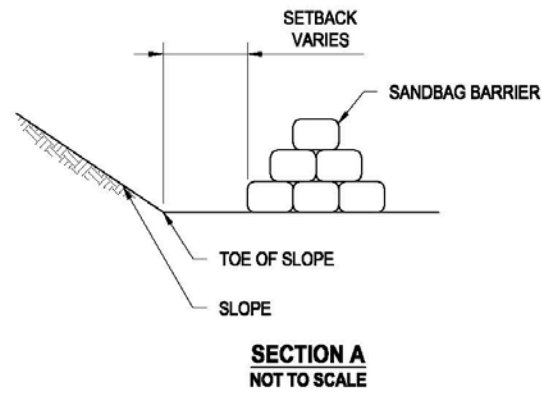 SETBACK
VARIES
SANDBAG BARRIER
TOE OF SLOPE
SLOPE
SECTION A
NOT TO SCALE